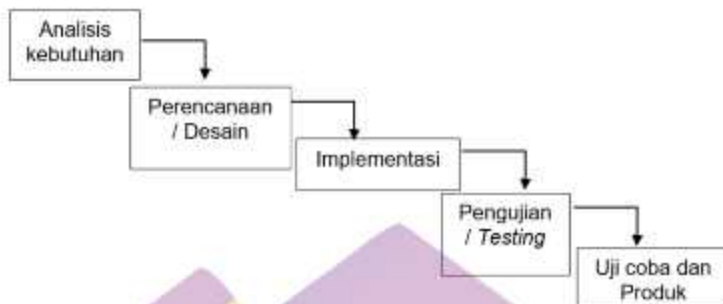 Analisis
kebutuhan
Perencanaan
/ Desain
Implementasi
Pengujian
/ Testing
Uji coba dan
Produk